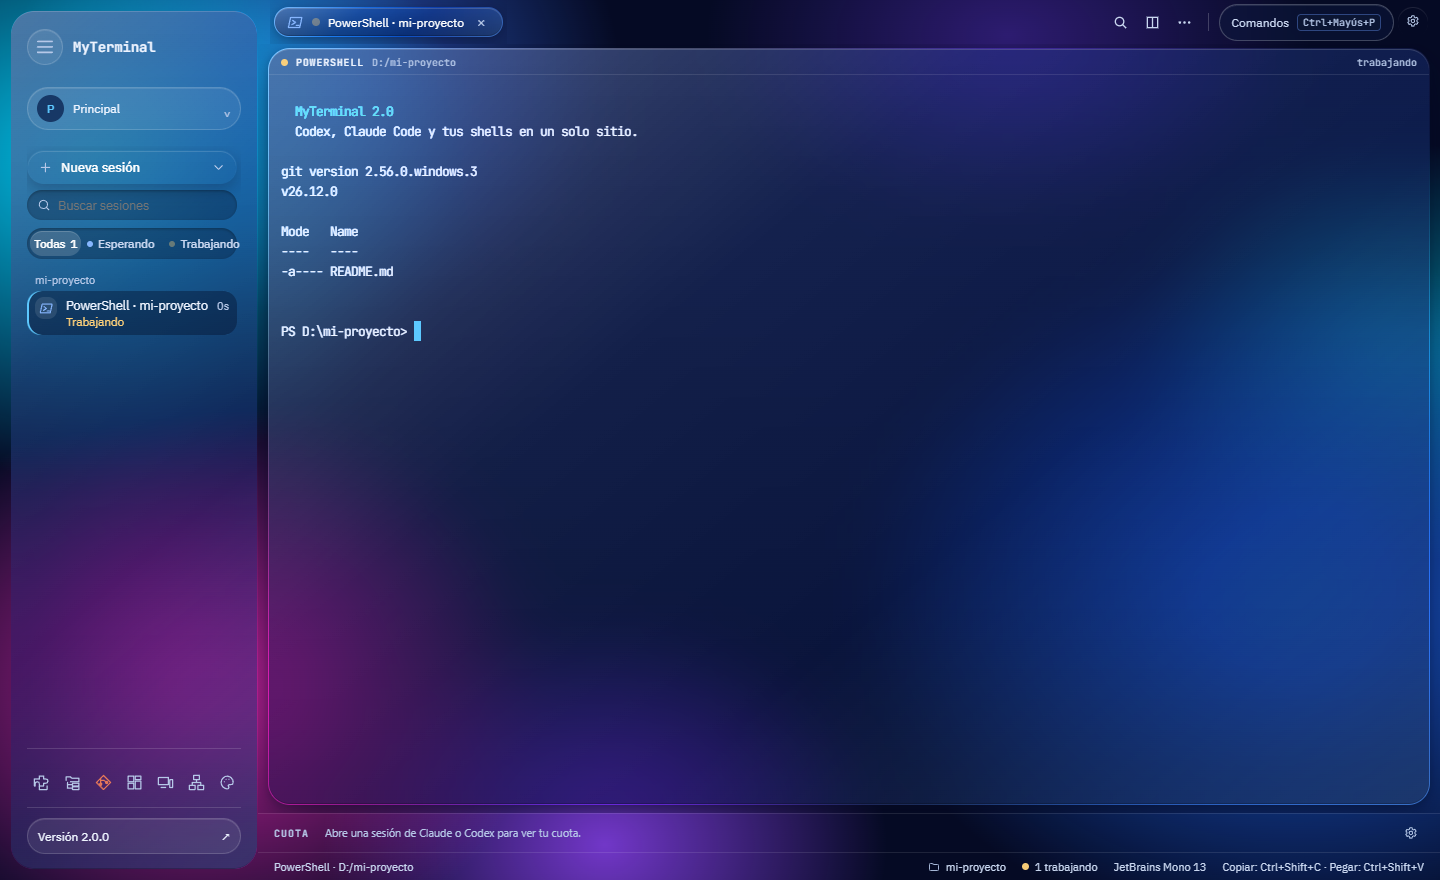 MyTerminal
P Principal
Nueva sesión
Buscar sesiones
Todas 1 Esperando Trabajando
mi-proyecto
PowerShell · mi-proyecto 0s
Trabajando
Versión 2.0.0
PowerShell · mi-proyecto
Comandos Ctrl+Mayús+P
POWERSHELL D:/mi-proyecto trabajando
MyTerminal 2.0
Codex, Claude Code y tus shells en un solo sitio.
git version 2.56.0.windows.3
v26.12.0
Mode Name
---- ----
-a---- README.md
PS D:\mi-proyecto>
CUOTA Abre una sesión de Claude o Codex para ver tu cuota.
PowerShell · D:/mi-proyecto mi-proyecto 1 trabajando JetBrains Mono 13 Copiar: Ctrl+Shift+C · Pegar: Ctrl+Shift+V